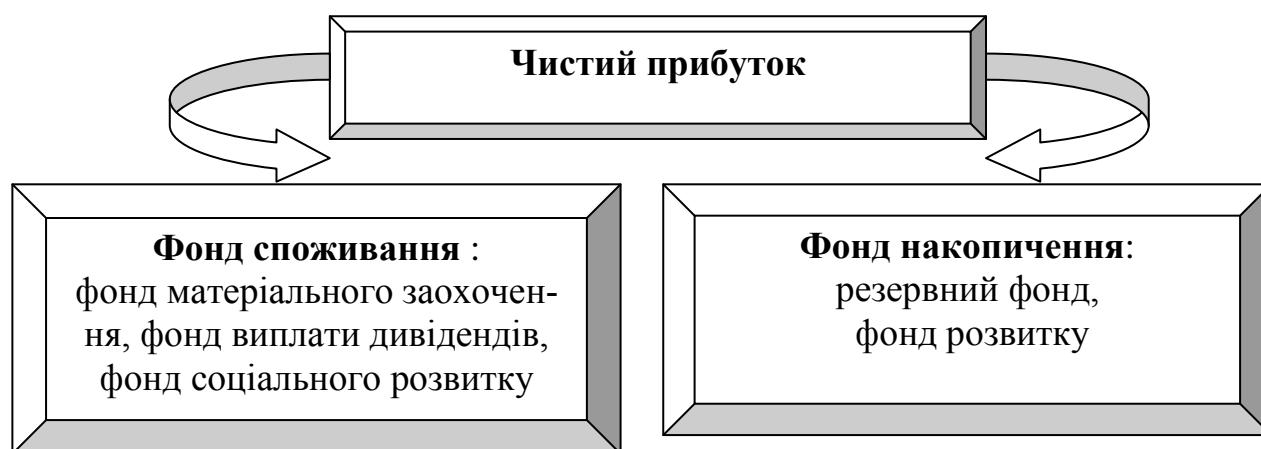 Чистий прибуток
Фонд споживання :
фонд матеріального заохочен-
ня, фонд виплати дивідендів,
фонд соціального розвитку
Фонд накопичення:
резервний фонд,
фонд розвитку